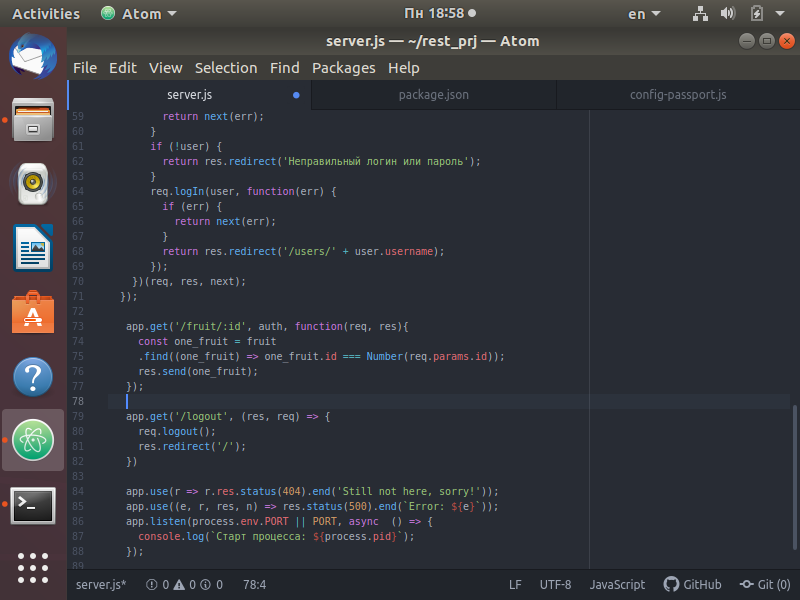 Activities Atom Пн 18:58 en
server.js — ~/rest_prj — Atom
File Edit View Selection Find Packages Help
server.js package.json config-passport.js
59 return next(err);
60 }
61 if (!user) {
62 return res.redirect('Неправильный логин или пароль');
63 }
64 req.logIn(user, function(err) {
65 if (err) {
66 return next(err);
67 }
68 return res.redirect('/users/' + user.username);
69 });
70 })(req, res, next);
71 });
72
73 app.get('/fruit/:id', auth, function(req, res){
74 const one_fruit = fruit
75 .find((one_fruit) => one_fruit.id === Number(req.params.id));
76 res.send(one_fruit);
77 });
78
79 app.get('/logout', (res, req) => {
80 req.logout();
81 res.redirect('/');
82 })
83
84 app.use(r => r.res.status(404).end('Still not here, sorry!'));
85 app.use((e, r, res, n) => res.status(500).end(`Error: ${e}`));
86 app.listen(process.env.PORT || PORT, async () => {
87 console.log(`Старт процесса: ${process.pid}`);
88 });
89
server.js* 0 0 0 78:4 LF UTF-8 JavaScript GitHub Git (0)